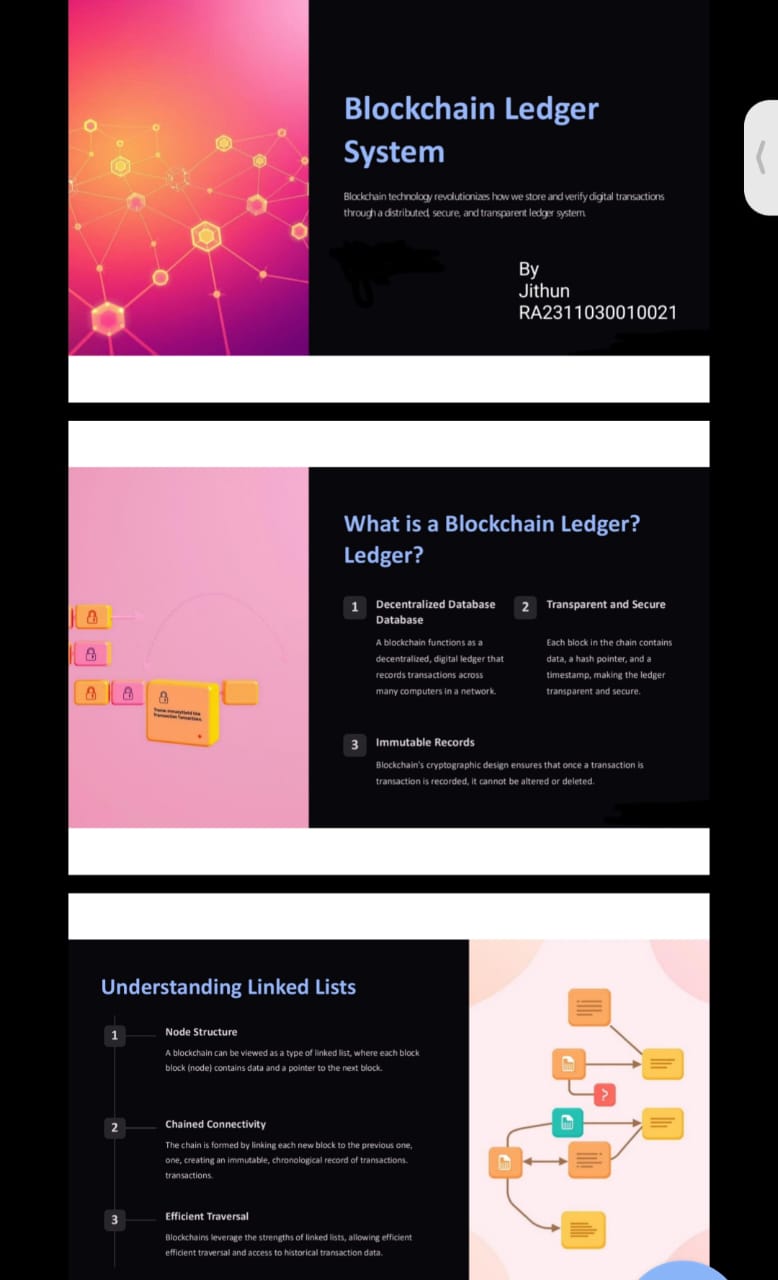 Blockchain Ledger
System
Blockchain technology revolutionizes how we store and verify digital transactions
through a distributed, secure, and transparent ledger system.
By
Jithun
RA2311030010021
What is a Blockchain Ledger?
Ledger?
1
Decentralized Database
Database
A blockchain functions as a
decentralized, digital ledger that
records transactions across
many computers in a network.
2
Transparent and Secure
Each block in the chain contains
data, a hash pointer, and a
timestamp, making the ledger
transparent and secure.
3
Immutable Records
Blockchain's cryptographic design ensures that once a transaction is
transaction is recorded, it cannot be altered or deleted.
Understanding Linked Lists
1
Node Structure
A blockchain can be viewed as a type of linked list, where each block
block (node) contains data and a pointer to the next block.
2
Chained Connectivity
The chain is formed by linking each new block to the previous one,
one, creating an immutable, chronological record of transactions.
transactions.
3
Efficient Traversal
Blockchains leverage the strengths of linked lists, allowing efficient
efficient traversal and access to historical transaction data.
?